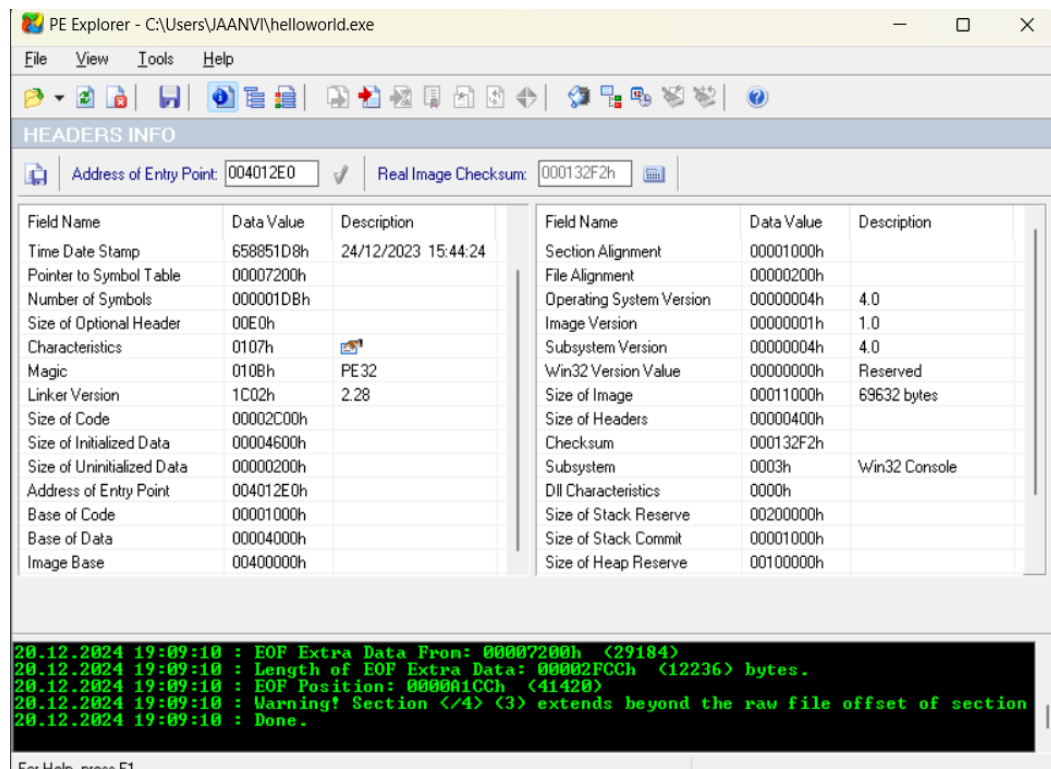 PE Explorer - C:\Users\JAANVI\helloworld.exe
File View Tools Help
HEADERS INFO
Address of Entry Point: 004012E0 Real Image Checksum: 000132F2h
Field Name Data Value Description
Time Date Stamp 658851D8h 24/12/2023 15:44:24
Pointer to Symbol Table 00007200h
Number of Symbols 000001DBh
Size of Optional Header 00E0h
Characteristics 0107h
Magic 010Bh PE32
Linker Version 1C02h 2.28
Size of Code 00002C00h
Size of Initialized Data 00004600h
Size of Uninitialized Data 00000200h
Address of Entry Point 004012E0h
Base of Code 00001000h
Base of Data 00004000h
Image Base 00400000h
Field Name Data Value Description
Section Alignment 00001000h
File Alignment 00000200h
Operating System Version 00000004h 4.0
Image Version 00000001h 1.0
Subsystem Version 00000004h 4.0
Win32 Version Value 00000000h Reserved
Size of Image 00011000h 69632 bytes
Size of Headers 00000400h
Checksum 000132F2h
Subsystem 0003h Win32 Console
Dll Characteristics 0000h
Size of Stack Reserve 00200000h
Size of Stack Commit 00001000h
Size of Heap Reserve 00100000h
20.12.2024 19:09:10 : EOF Extra Data From: 00007200h (29184)
20.12.2024 19:09:10 : Length of EOF Extra Data: 00002FCCh (12236) bytes.
20.12.2024 19:09:10 : EOF Position: 0000A1CCh (41420)
20.12.2024 19:09:10 : Warning! Section </4> (3) extends beyond the raw file offset of section
20.12.2024 19:09:10 : Done.
For Help, press F1